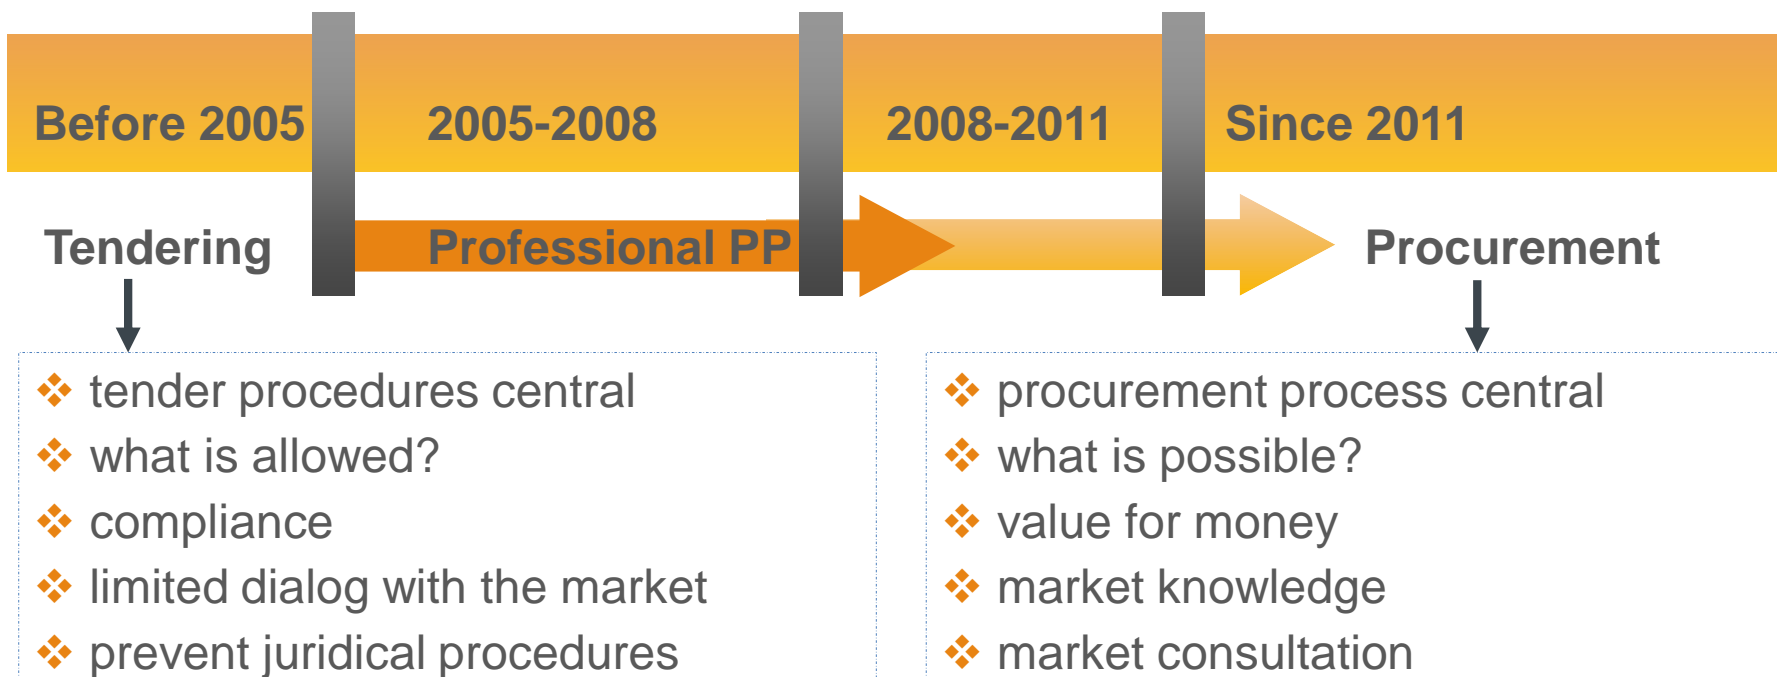 Before 2005 2005-2008 2008-2011 Since 2011
Tendering Professional PP Procurement
tender procedures central
what is allowed?
compliance
limited dialog with the market
prevent juridical procedures
procurement process central
what is possible?
value for money
market knowledge
market consultation